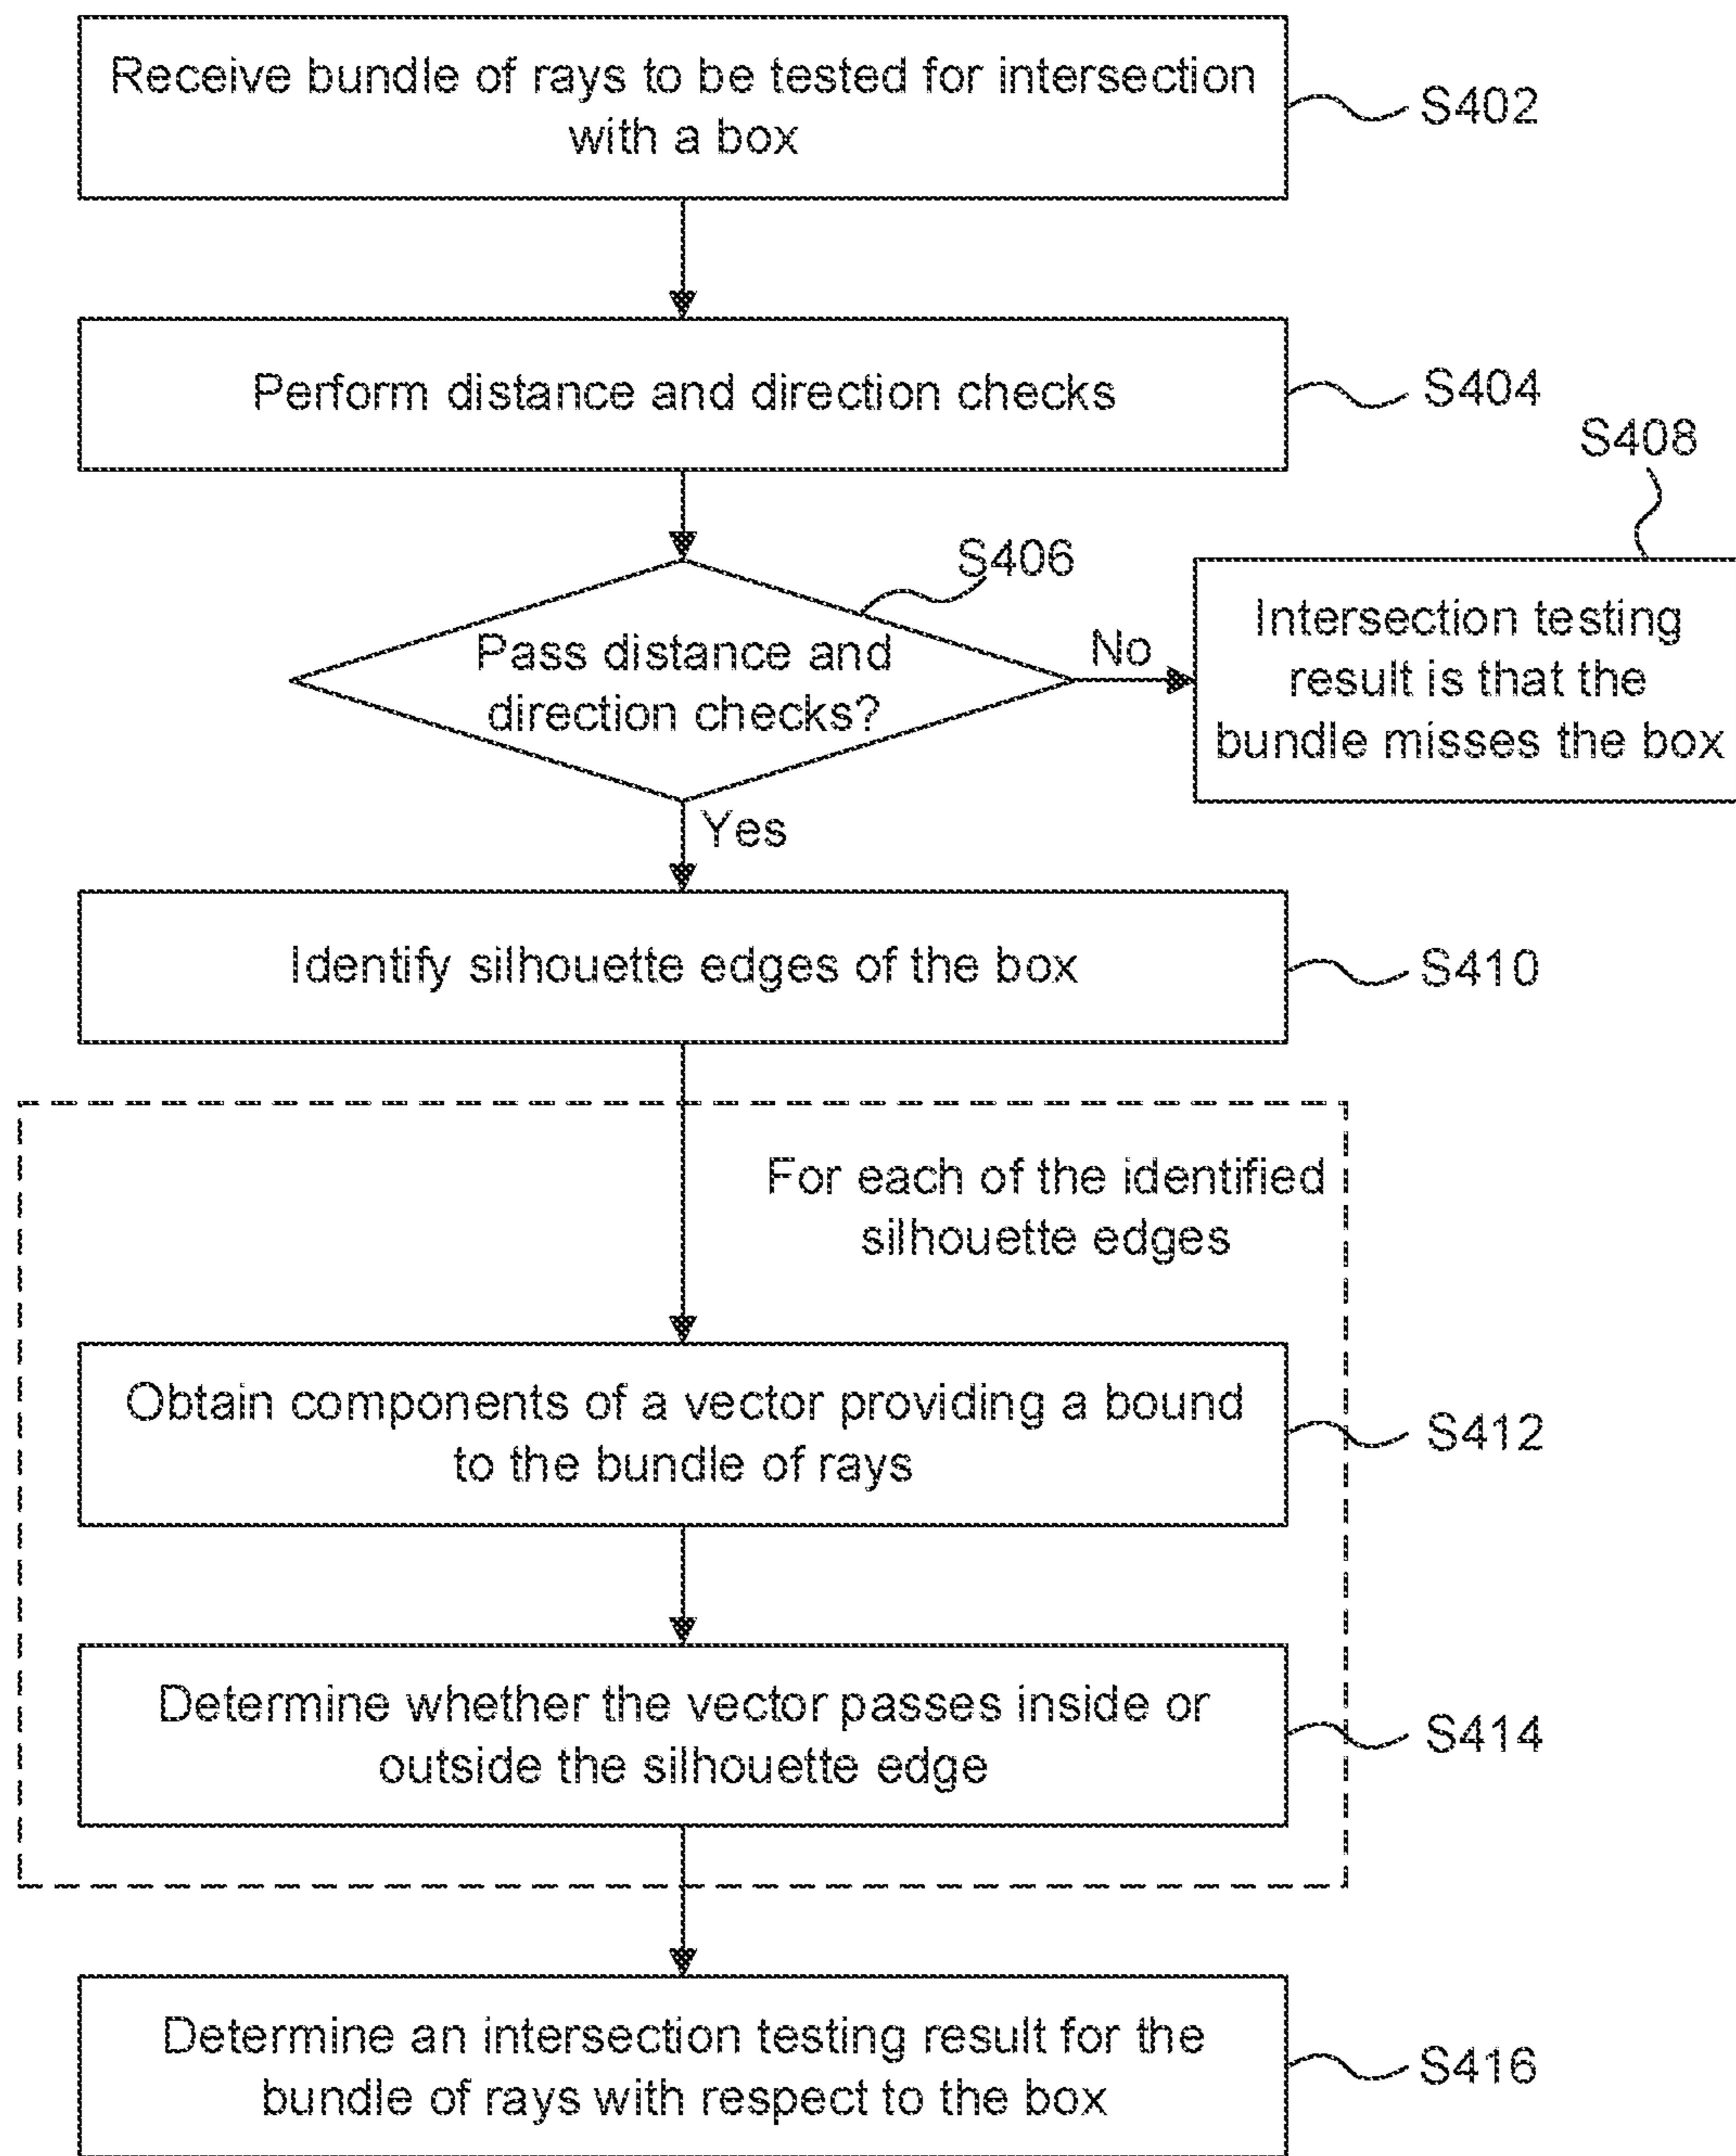 Receive bundle of rays to be tested for intersection
with a box
S402
Perform distance and direction checks
S404
S408
S406
Pass distance and
direction checks?
No
Intersection testing
result is that the
bundle misses the box
Yes
Identify silhouette edges of the box
S410
For each of the identified
silhouette edges
Obtain components of a vector providing a bound
to the bundle of rays
S412
Determine whether the vector passes inside or
outside the silhouette edge
S414
Determine an intersection testing result for the
bundle of rays with respect to the box
S416